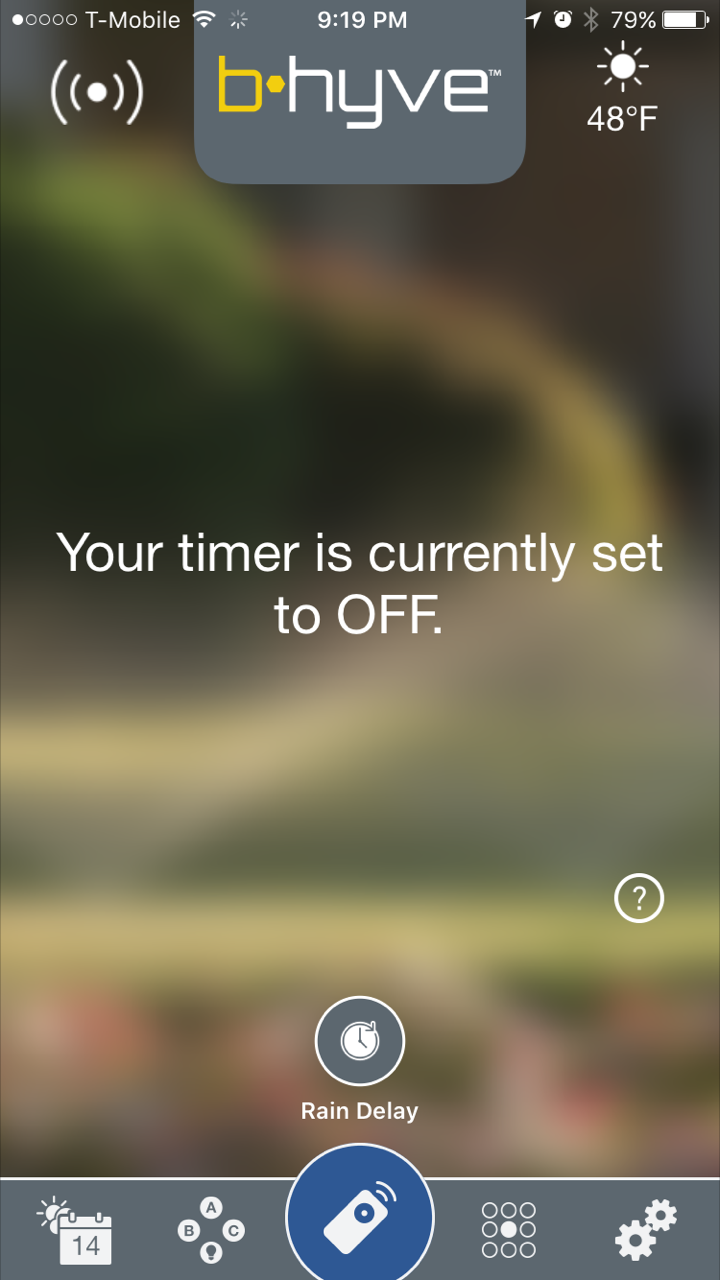 T-Mobile 9:19 PM 79%
b•hyve™
48°F
Your timer is currently set
to OFF.
?
Rain Delay
14
A
B C